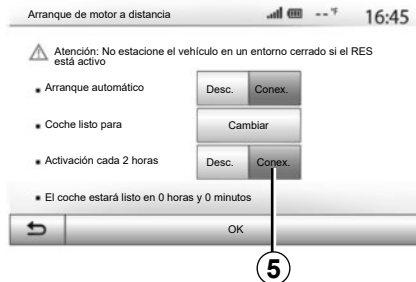 Arranque de motor a distancia
--°F 16:45
Atención: No estacione el vehículo en un entorno cerrado si el RES
está activo
Arranque automático Desc. Conex.
Coche listo para Cambiar
Activación cada 2 horas Desc. Conex.
El coche estará listo en 0 horas y 0 minutos
OK
5